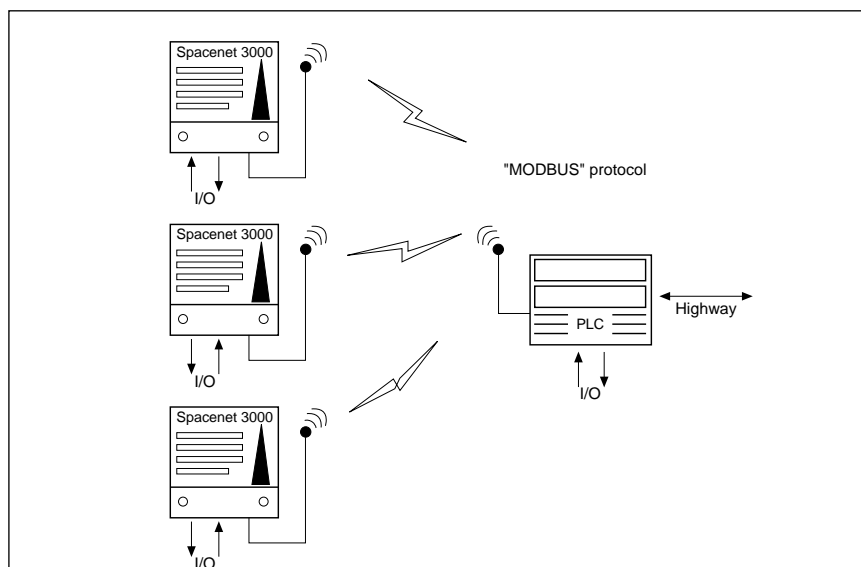 Spacenet 3000
I/O
"MODBUS" protocol
Spacenet 3000
I/O
PLC
Highway
I/O
Spacenet 3000
I/O